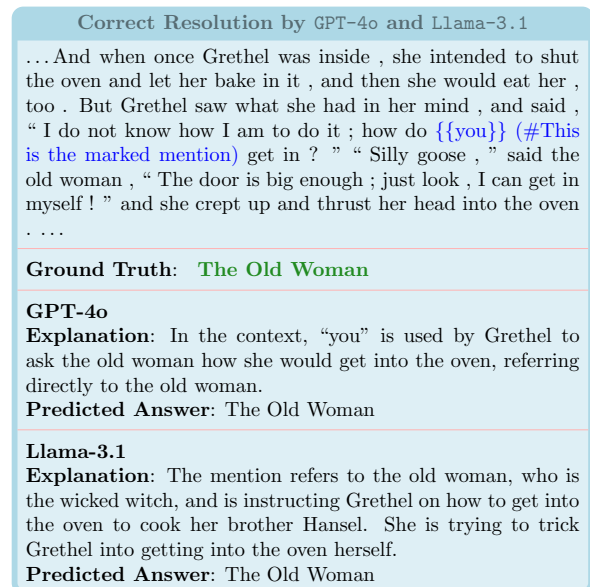 Correct Resolution by GPT-4o and Llama-3.1
...And when once Grethel was inside , she intended to shut
the oven and let her bake in it , and then she would eat her ,
too . But Grethel saw what she had in her mind , and said ,
“ I do not know how I am to do it ; how do {{you}} (#This
is the marked mention) get in ? ” “ Silly goose , ” said the
old woman , “ The door is big enough ; just look , I can get in
myself ! ” and she crept up and thrust her head into the oven
. ...
Ground Truth: The Old Woman
GPT-4o
Explanation: In the context, “you” is used by Grethel to
ask the old woman how she would get into the oven, referring
directly to the old woman.
Predicted Answer: The Old Woman
Llama-3.1
Explanation: The mention refers to the old woman, who is
the wicked witch, and is instructing Grethel on how to get into
the oven to cook her brother Hansel. She is trying to trick
Grethel into getting into the oven herself.
Predicted Answer: The Old Woman